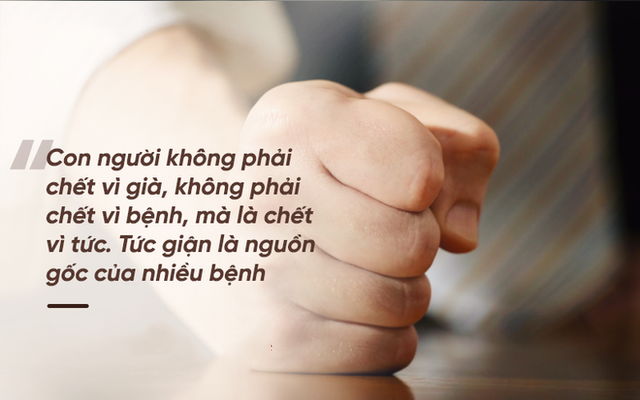 Con người không phải
chết vì già, không phải
chết vì bệnh, mà là chết
vì tức. Tức giận là nguồn
gốc của nhiều bệnh